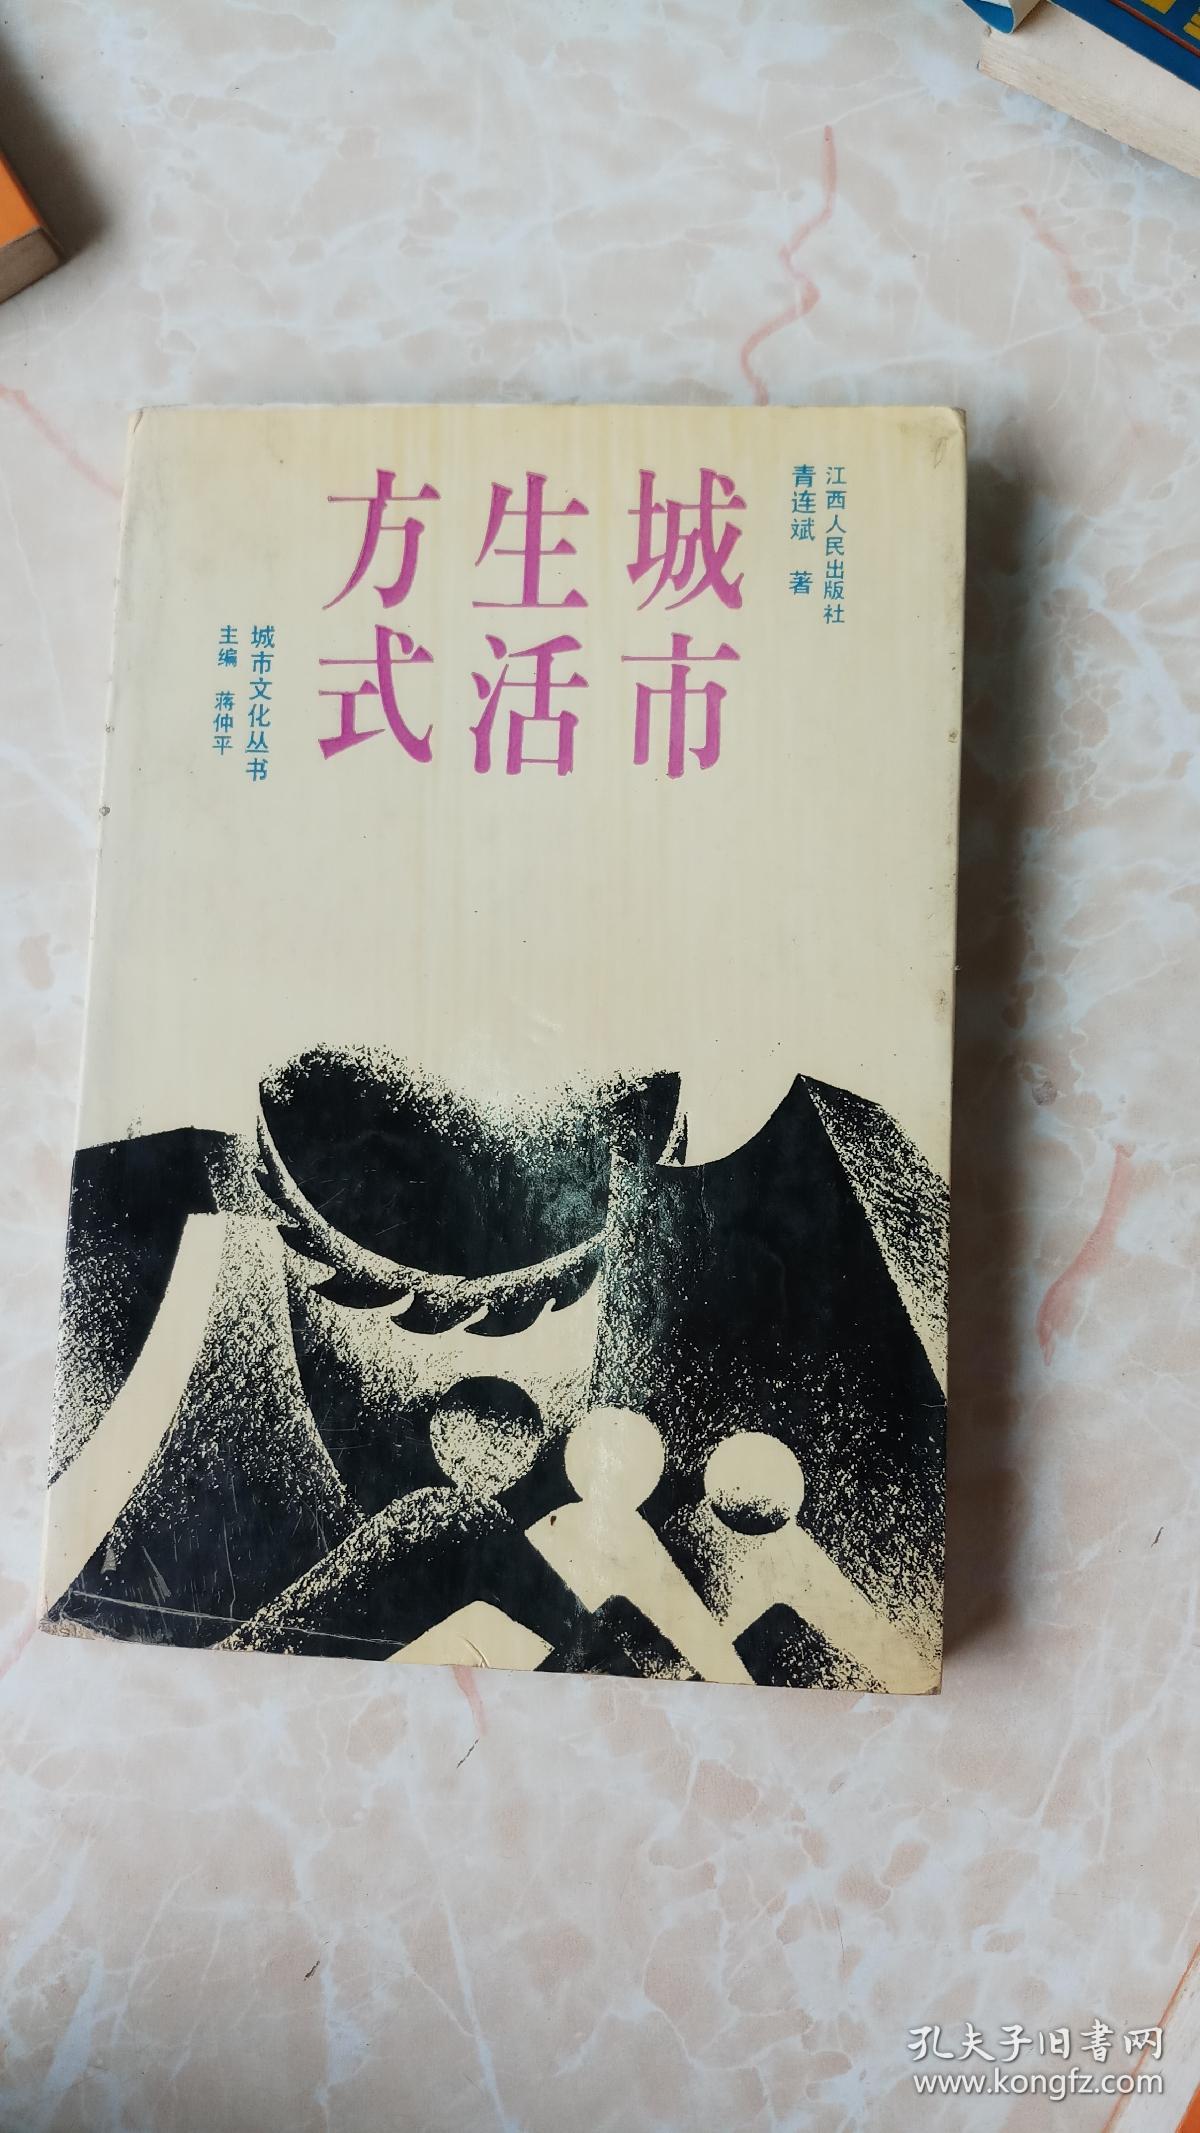 江西人民出版社
青连斌 著
城市
生活
方式
城市文化丛书
主编 蒋仲平
孔夫子旧書网
www.kongfz.com